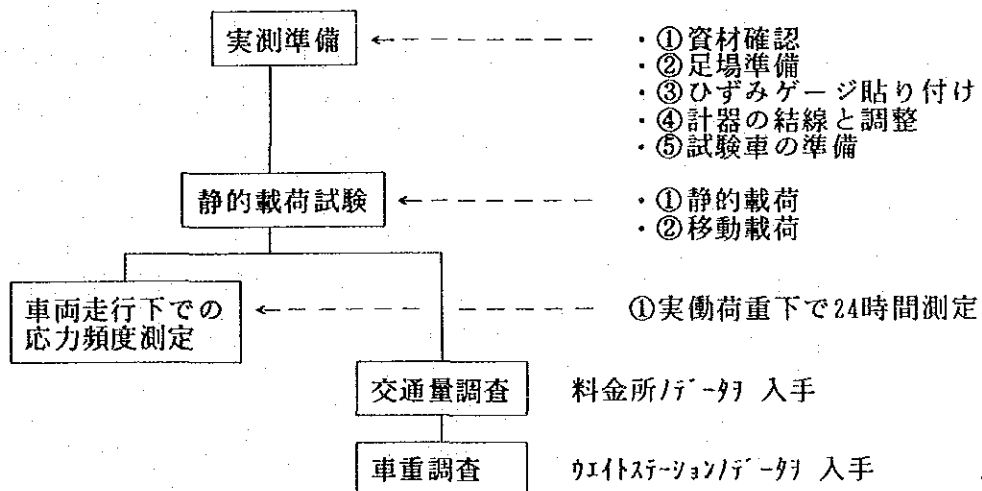 実測準備
・①資材確認
・②足場準備
・③ひずみゲージ貼り付け
・④計器の結線と調整
・⑤試験車の準備
静的載荷試験
・①静的載荷
・②移動載荷
車両走行下での
応力頻度測定
①実働荷重下で24時間測定
交通量調査
料金所ﾉﾃﾞｰﾀｦ 入手
車重調査
ｳｴｲﾄｽﾃｰｼｮﾝﾉﾃﾞｰﾀｦ 入手